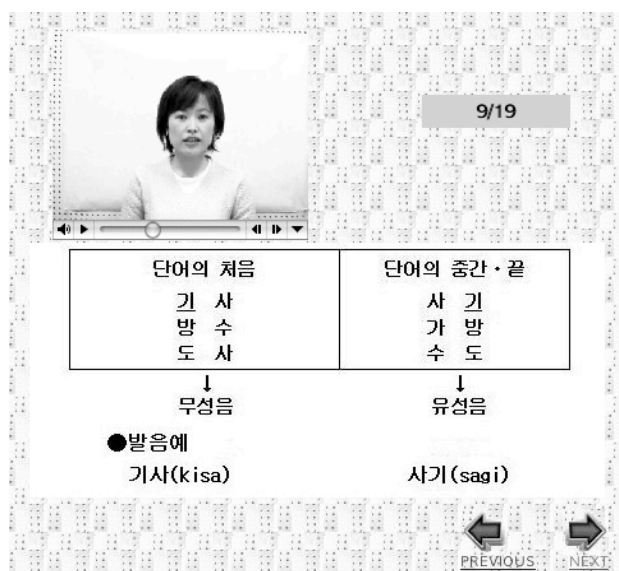 9/19
단어의 처음 단어의 중간·끝
기 사 사 기
방 수 가 방
도 사 수 도
↓ ↓
무성음 유성음
●발음예
기사(kisa) 사기(sagi)
PREVIOUS NEXT